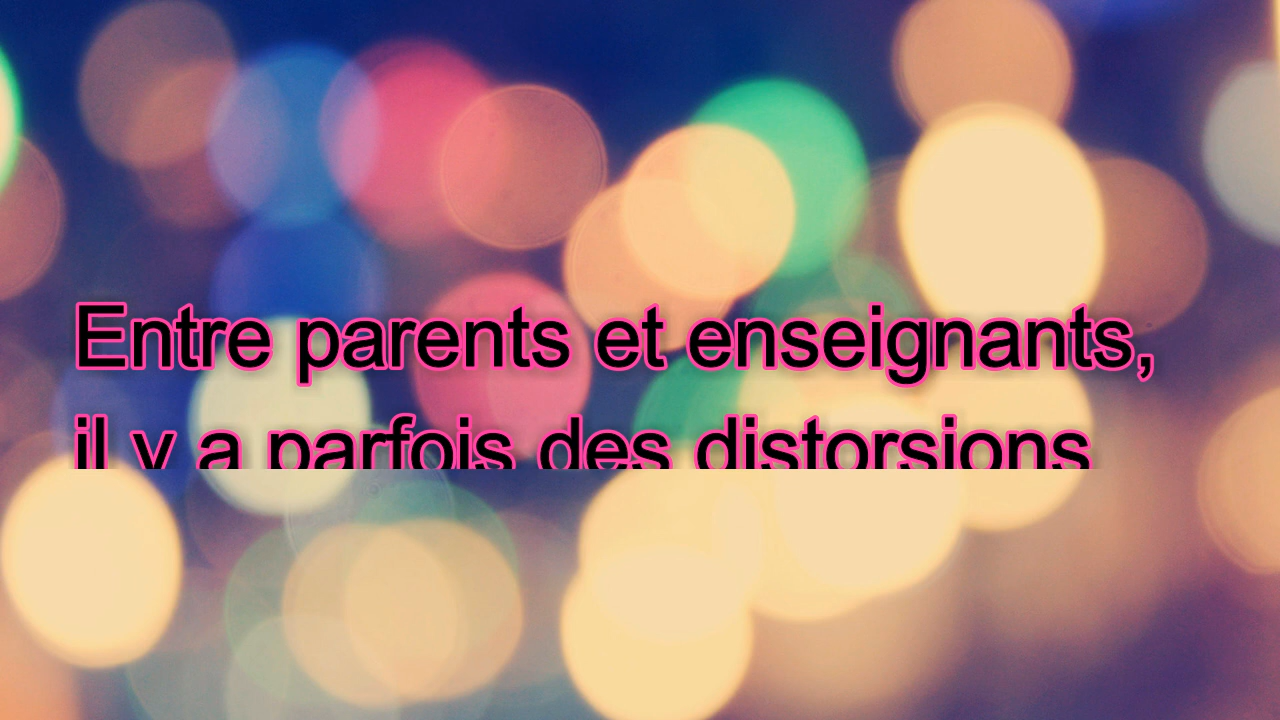 Entre parents et enseignants,
il y a parfois des distorsions